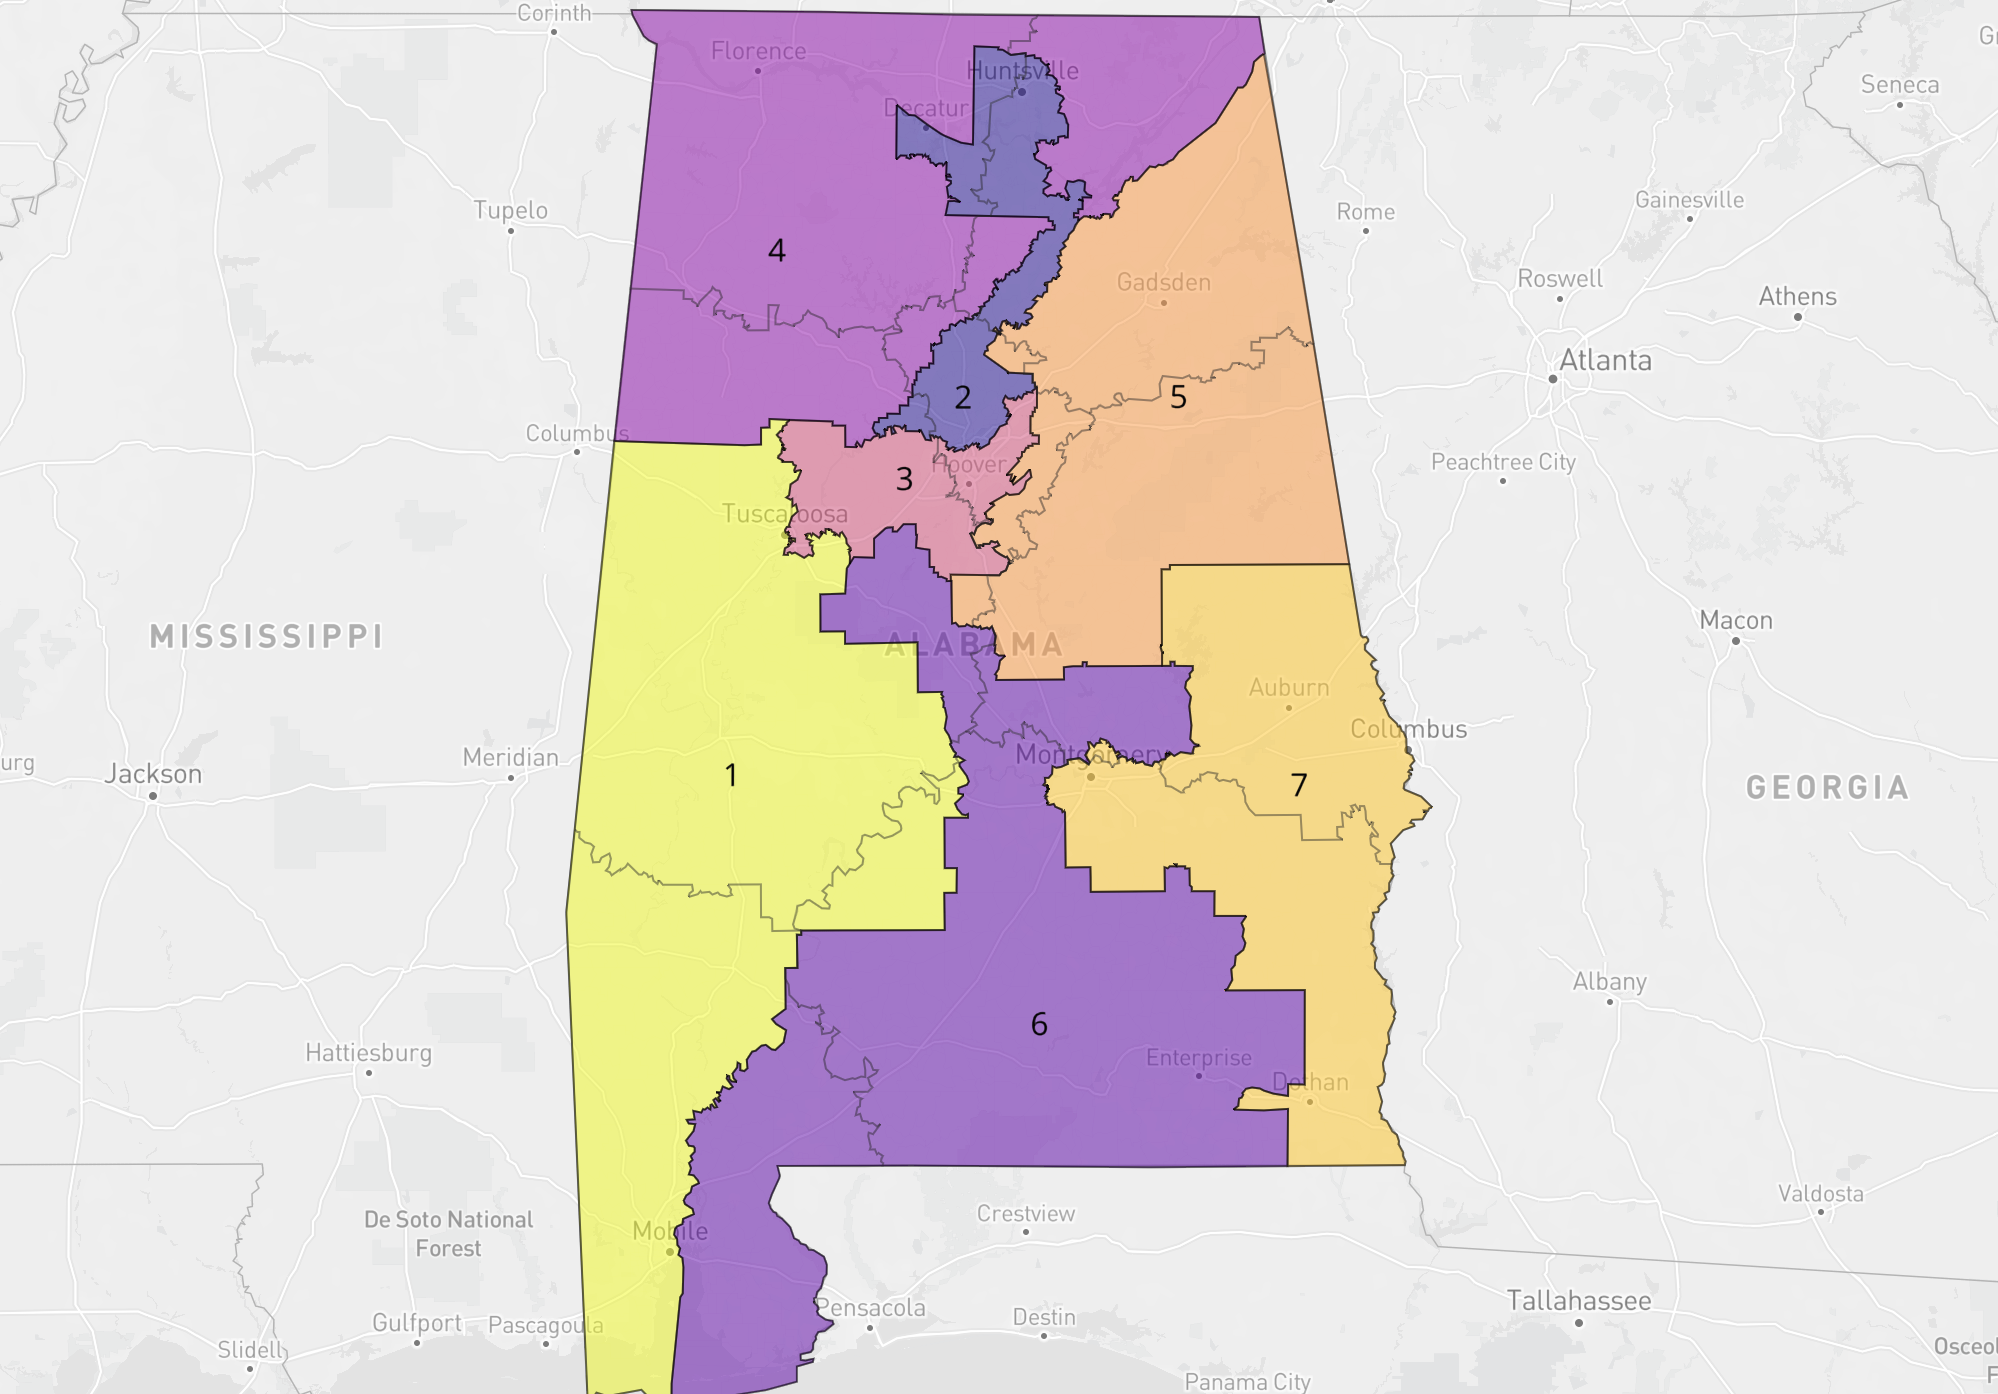 Corinth
Florence
Huntsville
Decatur
Seneca
Tupelo
Rome
Gainesville
4
Gadsden
Roswell
Athens
Atlanta
2
5
Columbus
Hoover
3
Peachtree City
Tuscaloosa
MISSISSIPPI
ALABAMA
Macon
Auburn
Columbus
urg
Jackson
Meridian
1
Montgomery
7
GEORGIA
Albany
6
Hattiesburg
Enterprise
Dothan
Valdosta
De Soto National
Forest
Crestview
Mobile
Pensacola
Tallahassee
Gulfport
Pascagoula
Destin
Slidell
Osceol
Panama City